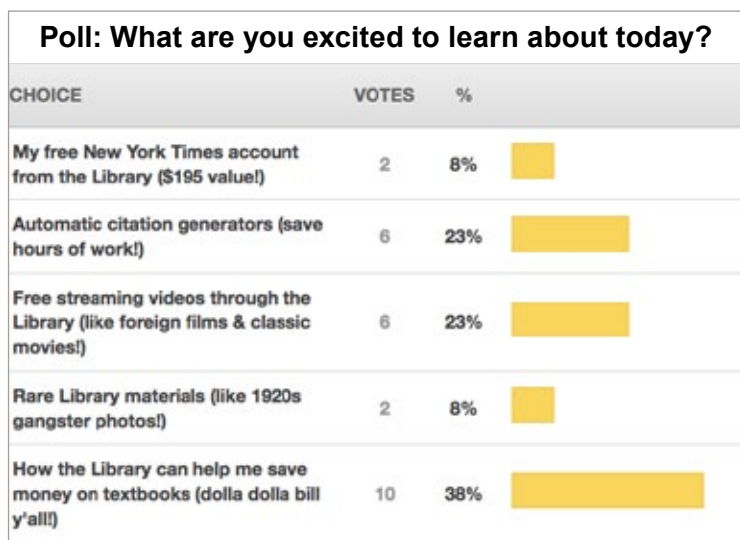 Poll: What are you excited to learn about today?
CHOICE VOTES %
My free New York Times account
from the Library ($195 value!) 2 8%
Automatic citation generators (save
hours of work!) 6 23%
Free streaming videos through the
Library (like foreign films & classic
movies!) 6 23%
Rare Library materials (like 1920s
gangster photos!) 2 8%
How the Library can help me save
money on textbooks (dolla dolla bill
y'all!) 10 38%